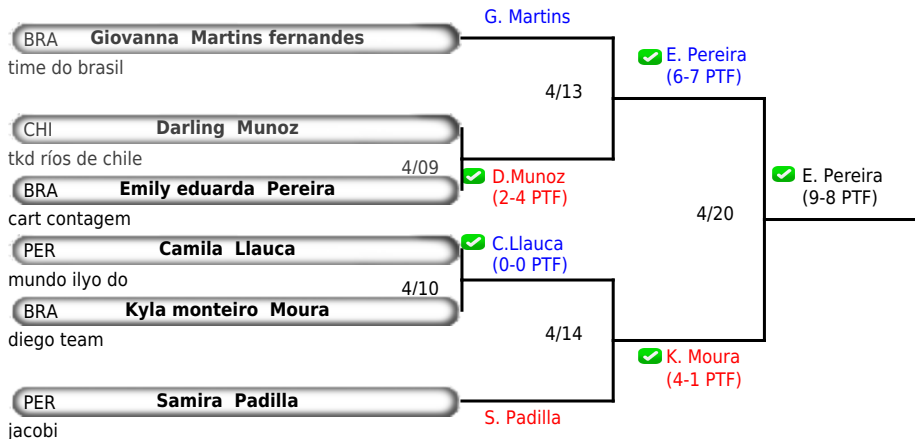 G. Martins
BRA Giovanna Martins fernandes
time do brasil
E. Pereira
(6-7 PTF)
4/13
CHI Darling Munoz
tkd ríos de chile
4/09
D.Munoz
(2-4 PTF)
E. Pereira
(9-8 PTF)
BRA Emily eduarda Pereira
cart contagem
4/20
PER Camila Llauca
C.Llauca
(0-0 PTF)
mundo ilyo do
4/10
BRA Kyla monteiro Moura
diego team
4/14
K. Moura
(4-1 PTF)
PER Samira Padilla
S. Padilla
jacobi